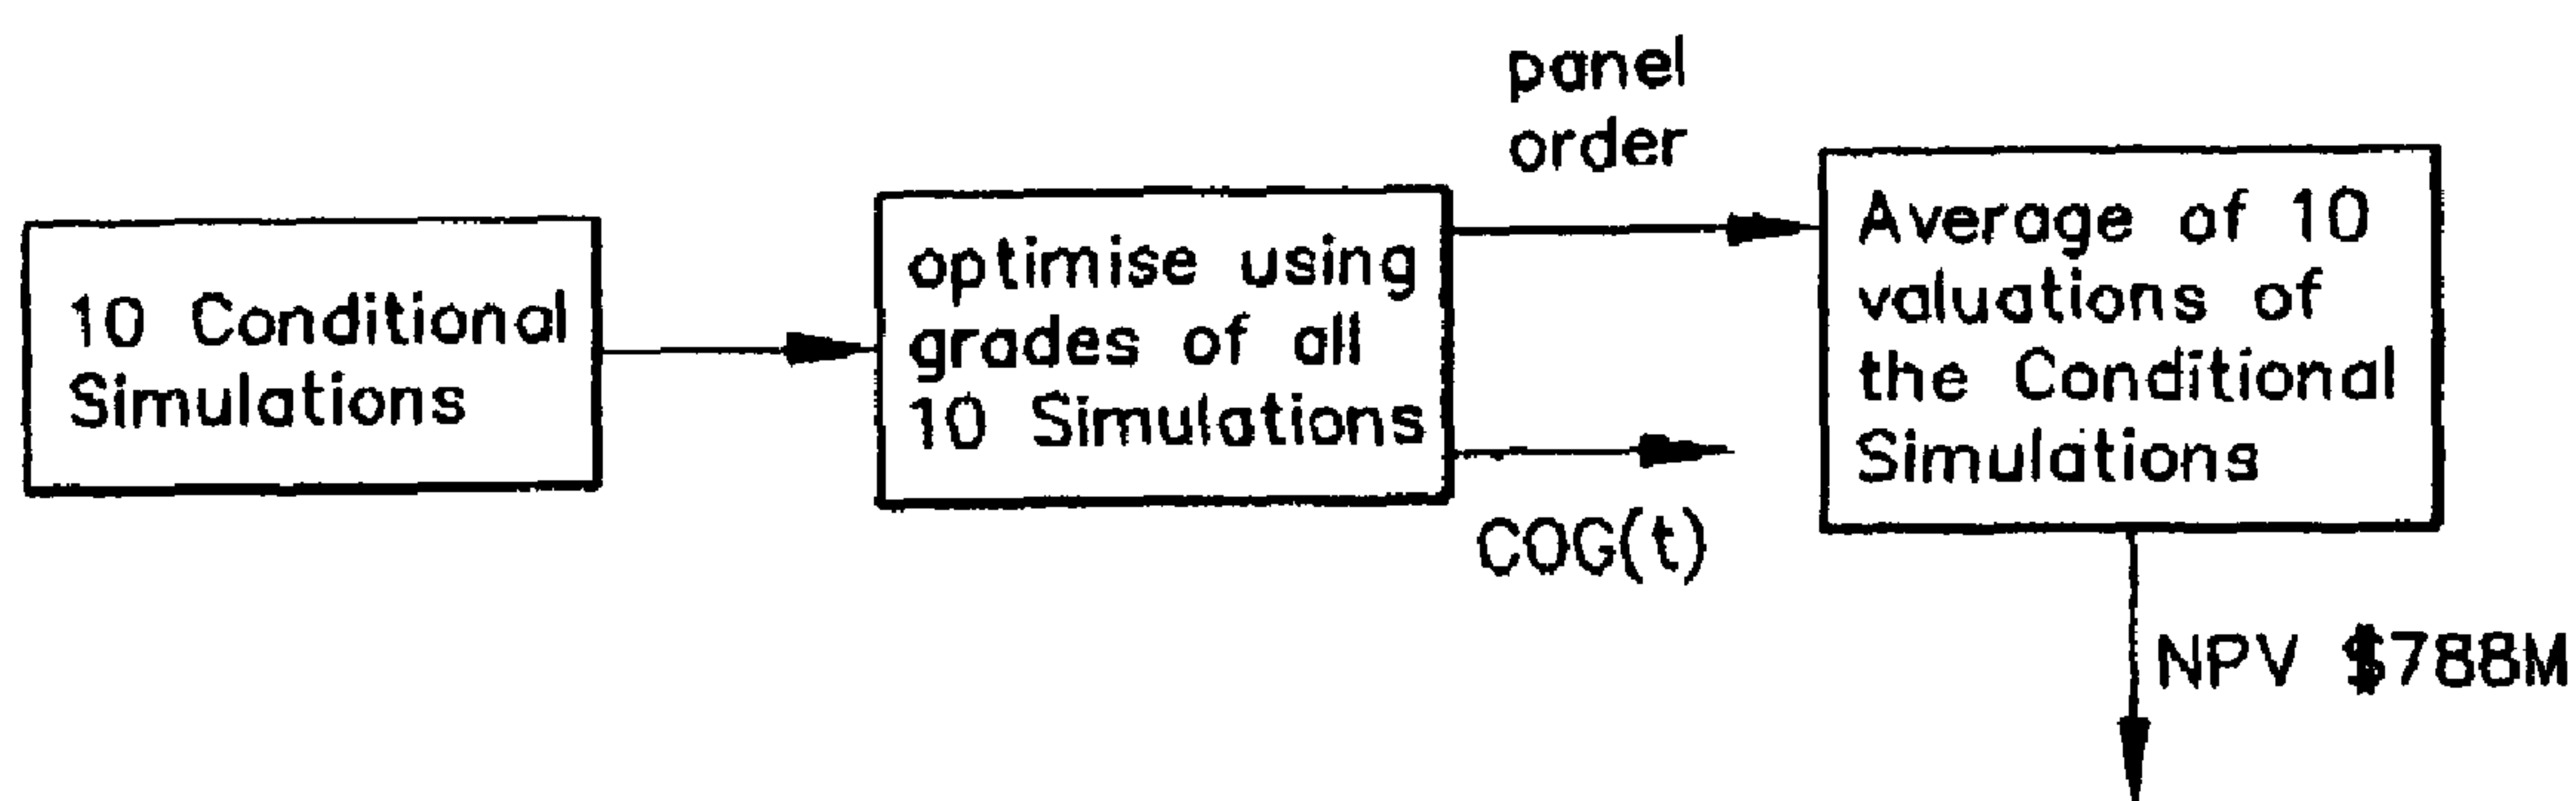 10 Conditional
Simulations
optimise using
grades of all
10 Simulations
panel
order
COG(t)
Average of 10
valuations of
the Conditional
Simulations
NPV $788M